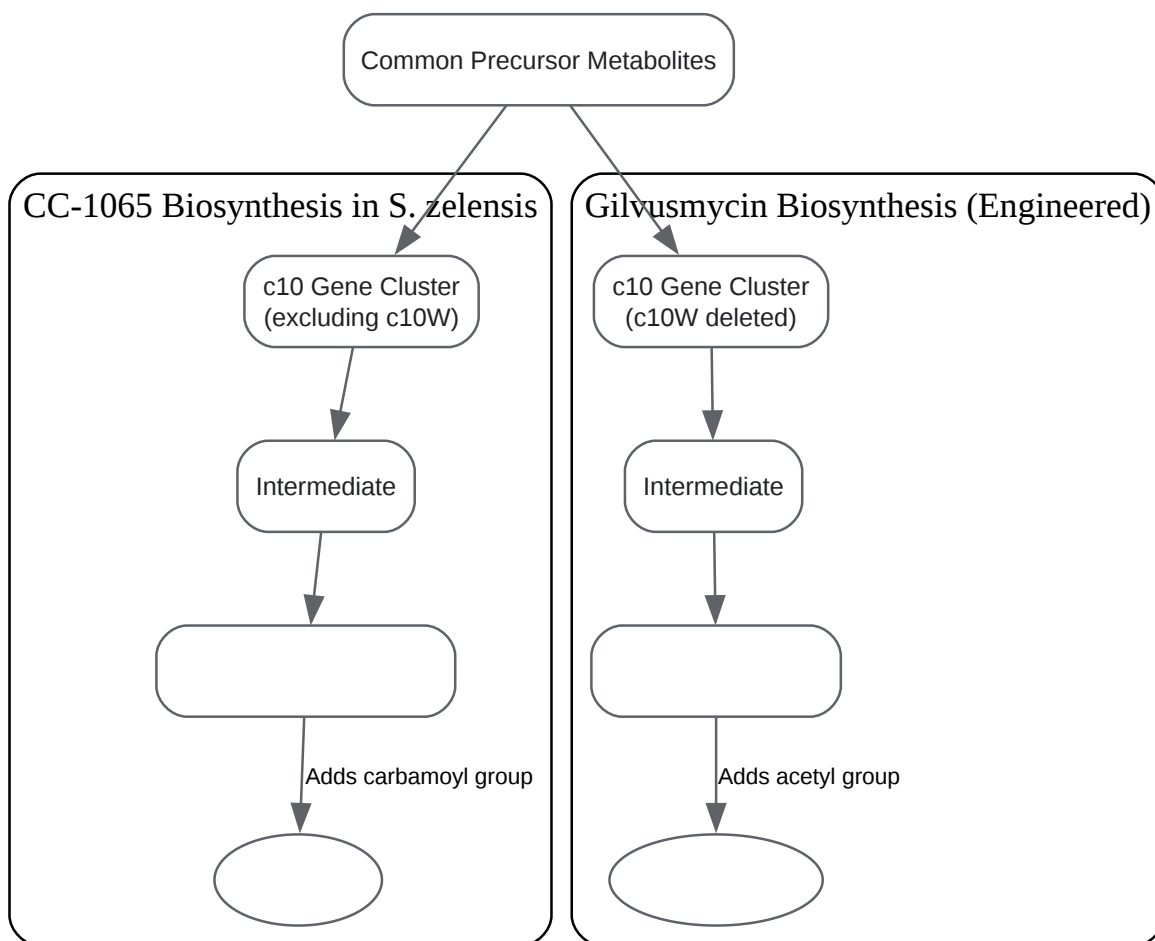 Common Precursor Metabolites
CC-1065 Biosynthesis in S. zelensis
Gilvusmycin Biosynthesis (Engineered)
c10 Gene Cluster
(excluding c10W)
c10 Gene Cluster
(c10W deleted)
Intermediate
Intermediate
Adds carbamoyl group
Adds acetyl group